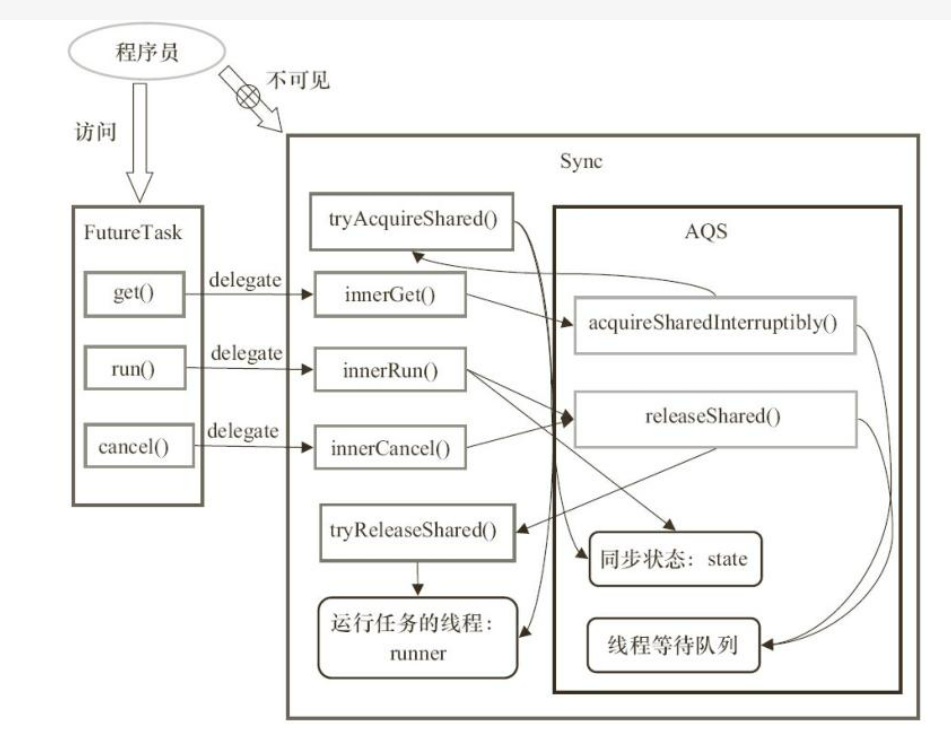 程序员
不可见
访问
Sync
tryAcquireShared()
AQS
FutureTask
get()
delegate
innerGet()
acquireSharedInterruptibly()
run()
delegate
innerRun()
releaseShared()
cancel()
delegate
innerCancel()
tryReleaseShared()
同步状态：state
运行任务的线程：
runner
线程等待队列